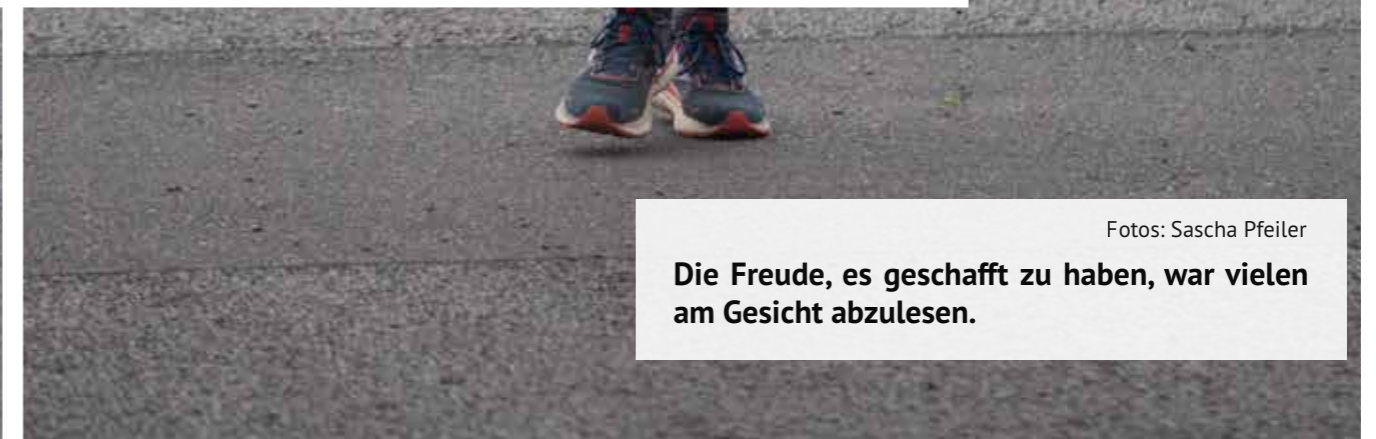 Fotos: Sascha Pfeiler
Die Freude, es geschafft zu haben, war vielen
am Gesicht abzulesen.